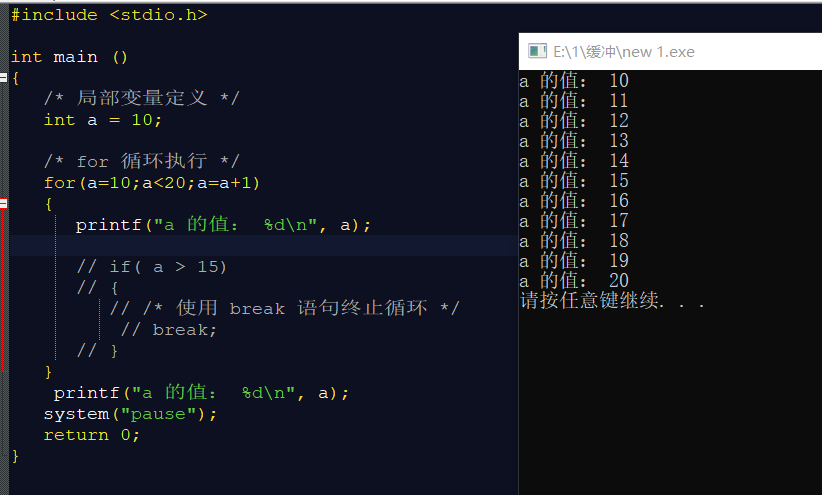 #include <stdio.h>
int main ()
{
/* 局部变量定义 */
int a = 10;
/* for 循环执行 */
for(a=10;a<20;a=a+1)
{
printf("a 的值： %d\n", a);
// if( a > 15)
// {
// /* 使用 break 语句终止循环 */
// break;
// }
}
printf("a 的值： %d\n", a);
system("pause");
return 0;
}
E:\1\缓冲\new 1.exe
a 的值： 10
a 的值： 11
a 的值： 12
a 的值： 13
a 的值： 14
a 的值： 15
a 的值： 16
a 的值： 17
a 的值： 18
a 的值： 19
a 的值： 20
请按任意键继续. . .